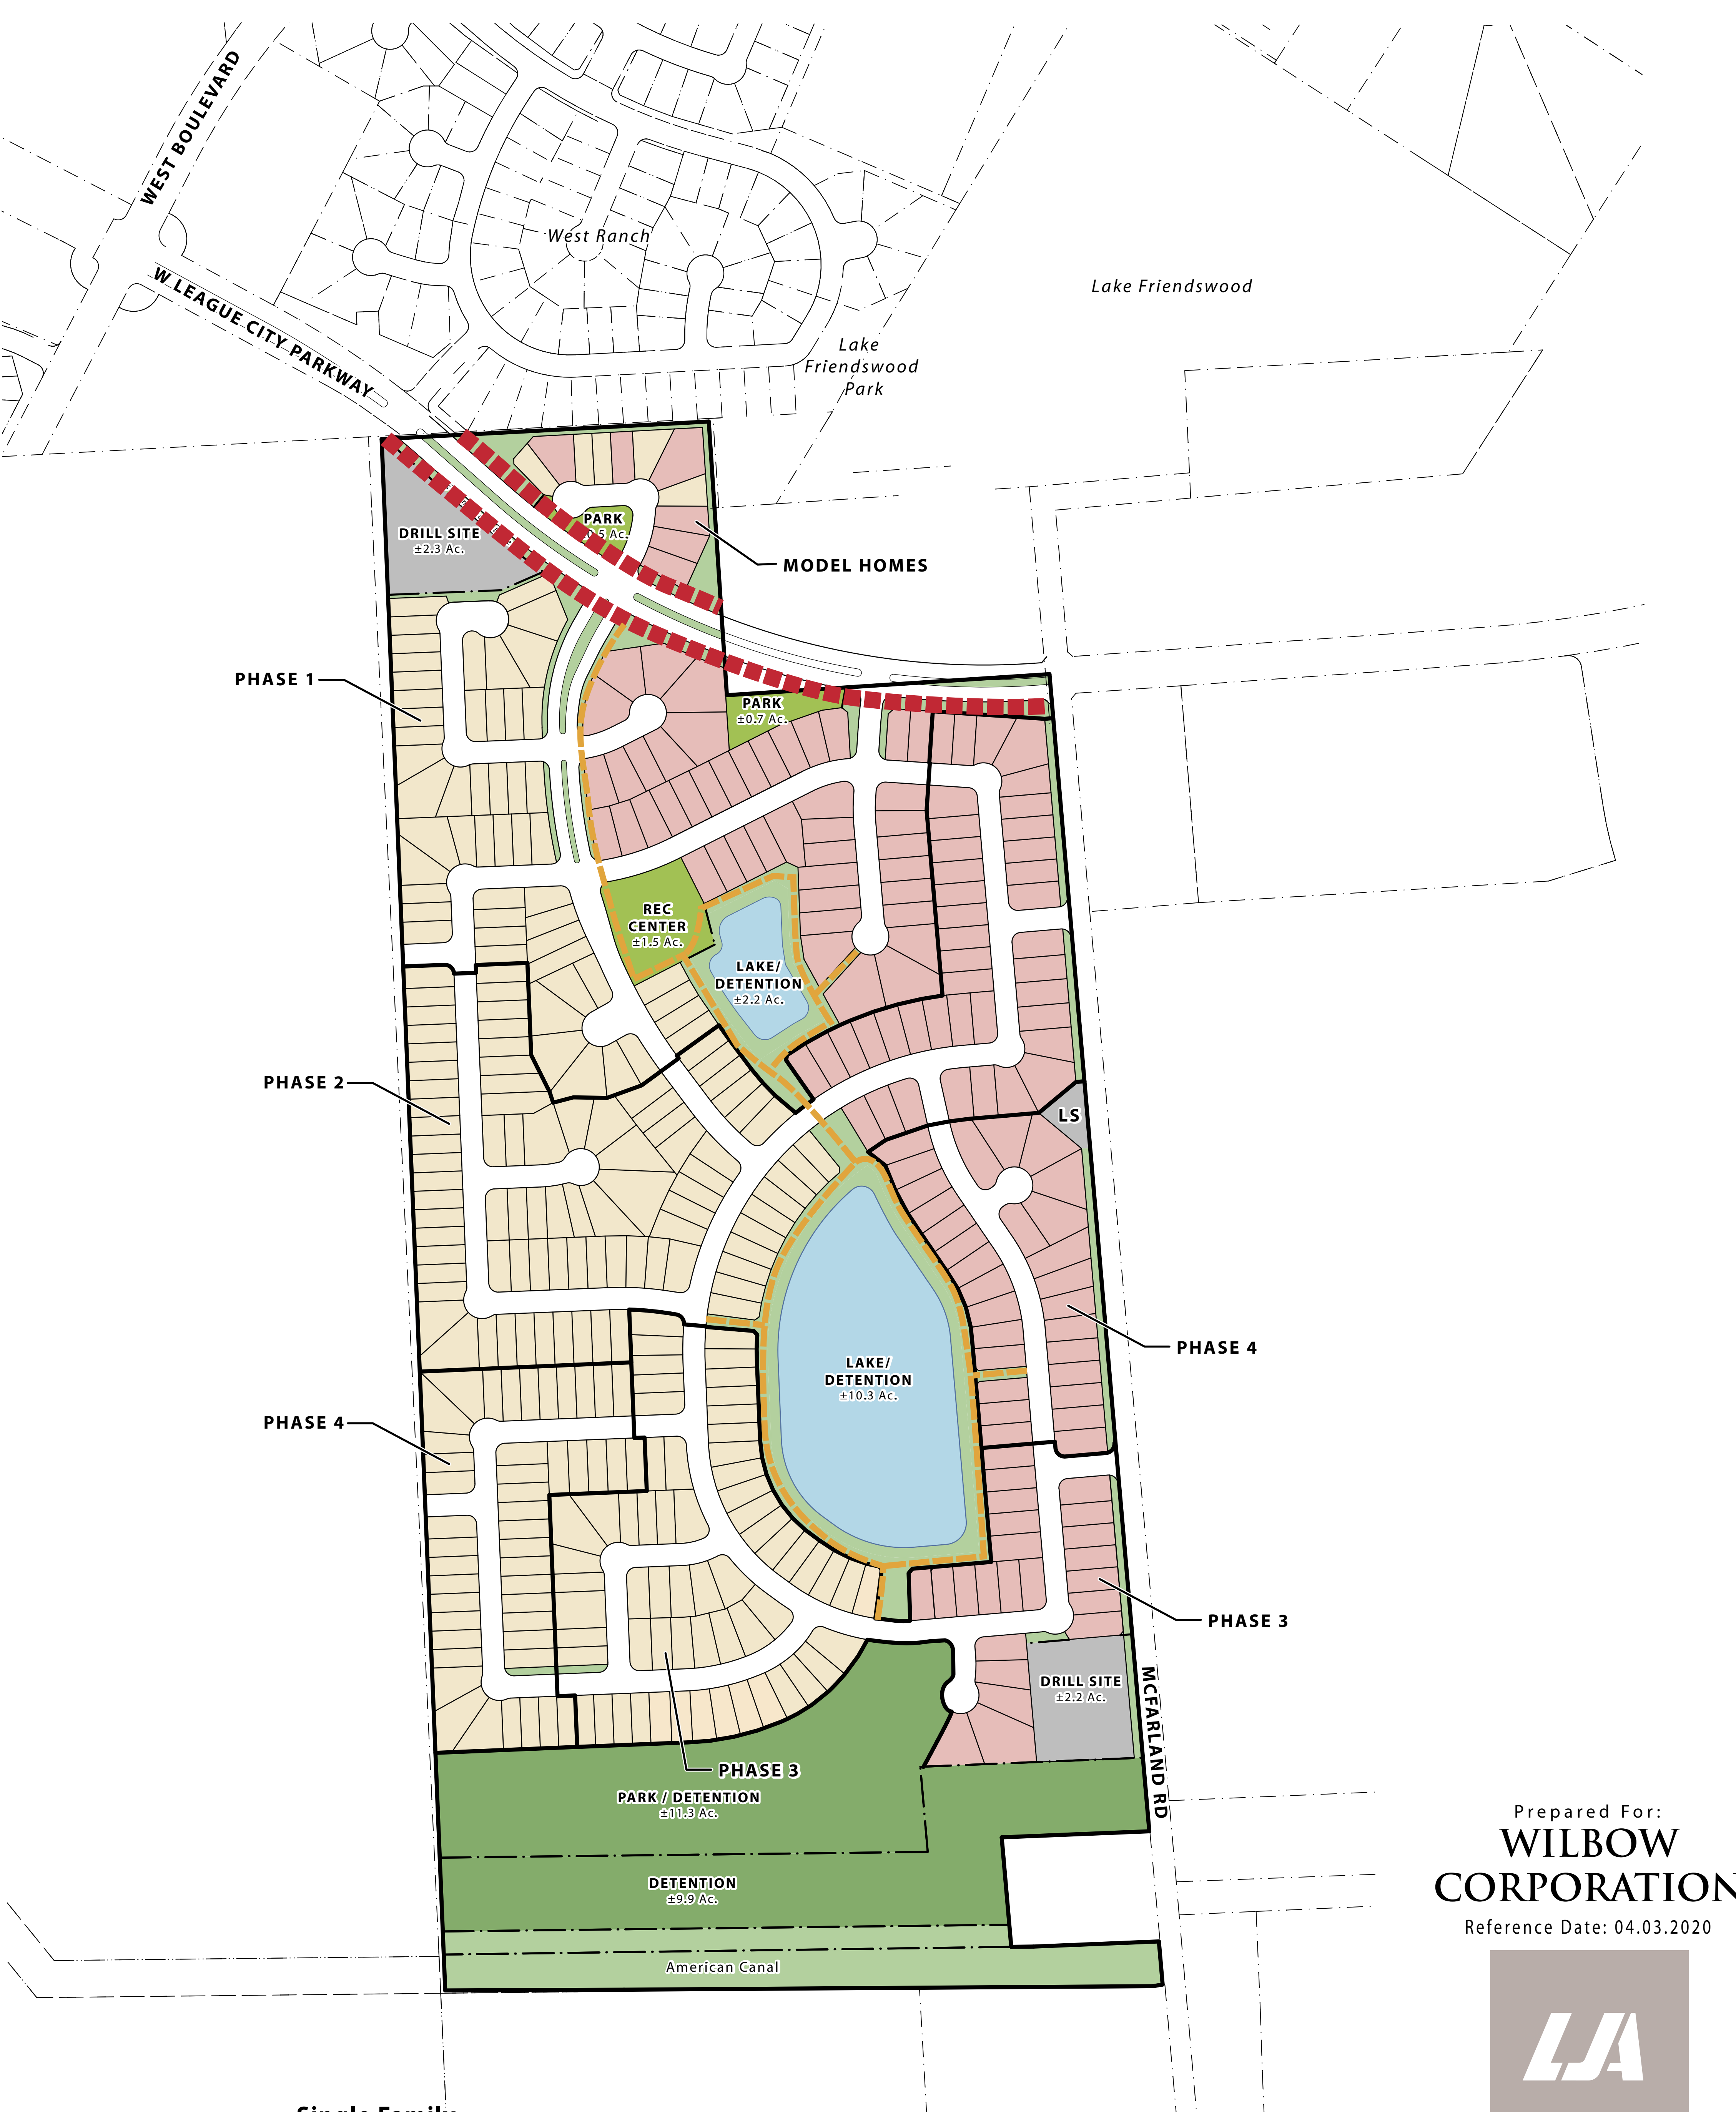 WEST BOULEVARD
West Ranch
W LEAGUE CITY PARKWAY
Lake Friendswood
Lake
Friendswood
Park
PARK
DRILL SITE
±2.3 Ac.
MODEL HOMES
PHASE 1
PARK
±0.7 Ac.
REC
CENTER
±1.5 Ac.
LAKE/
DETENTION
±2.2 Ac.
PHASE 2
LS
PHASE 4
LAKE/
DETENTION
±10.3 Ac.
PHASE 4
PHASE 3
DRILL SITE
±2.2 Ac.
MCFARLAND RD
PHASE 3
PARK / DETENTION
±11.3 Ac.
DETENTION
±9.9 Ac.
American Canal
Prepared For:
WILBOW
CORPORATION
Reference Date: 04.03.2020
LJA
Single Family